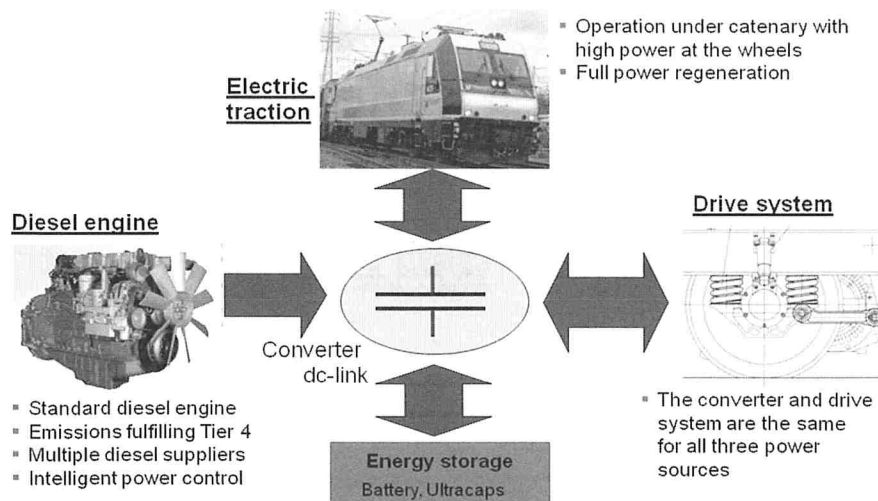 Operation under catenary with
high power at the wheels
Full power regeneration
Electric
traction
Diesel engine
Drive system
Converter
dc-link
Standard diesel engine
Emissions fulfilling Tier 4
Multiple diesel suppliers
Intelligent power control
Energy storage
Battery, Ultracaps
The converter and drive
system are the same
for all three power
sources